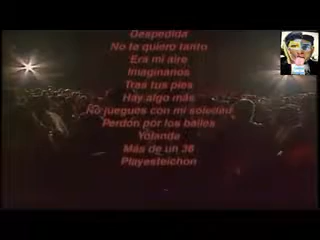 Despedida
No te quiero tanto
Era mi aire
Imagínanos
Tras tus pies
Hay algo más
No juegues con mi soledad
Perdón por los bailes
Yolanda
Más de un 36
Playesteichon